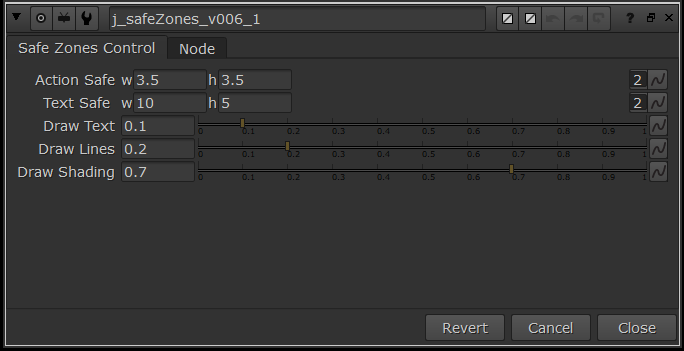 j_safeZones_v006_1 ?
Safe Zones Control Node
Action Safe w 3.5 h 3.5 2
Text Safe w 10 h 5 2
Draw Text 0.1
0 0.1 0.2 0.3 0.4 0.5 0.6 0.7 0.8 0.9 1
Draw Lines 0.2
0 0.1 0.2 0.3 0.4 0.5 0.6 0.7 0.8 0.9 1
Draw Shading 0.7
0 0.1 0.2 0.3 0.4 0.5 0.6 0.7 0.8 0.9 1
Revert Cancel Close